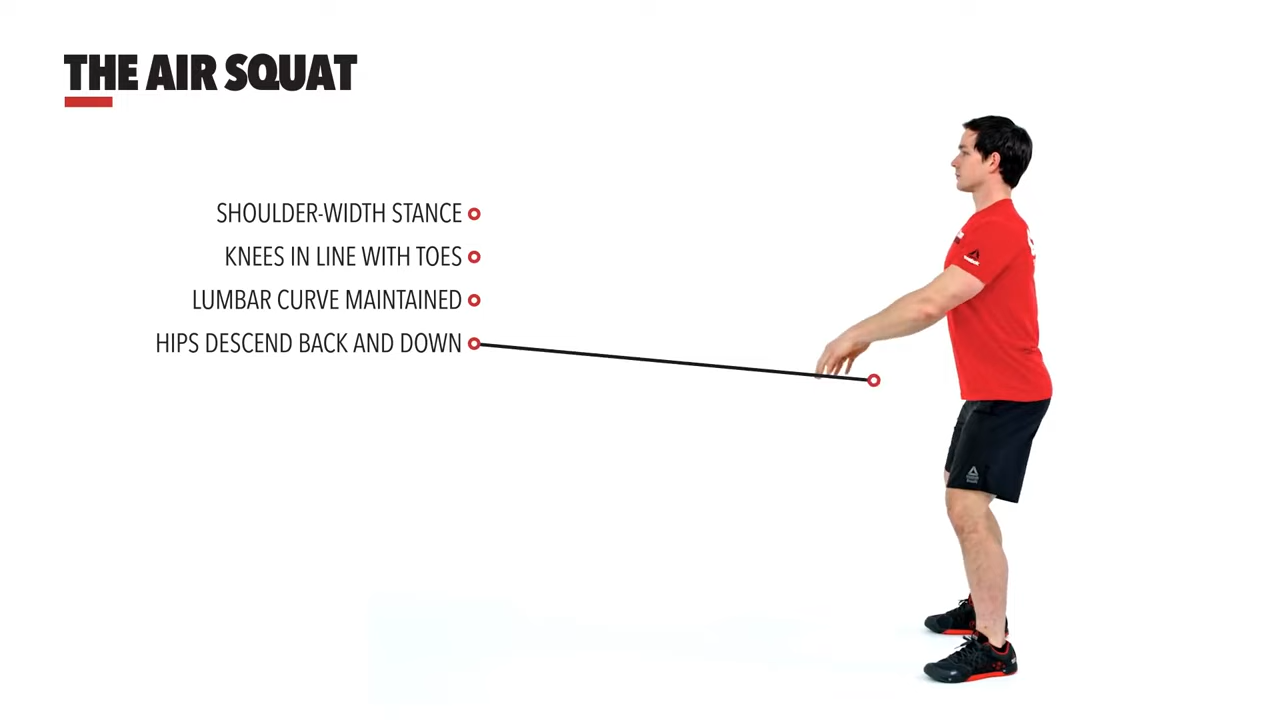 THE AIR SQUAT
SHOULDER-WIDTH STANCE
KNEES IN LINE WITH TOES
LUMBAR CURVE MAINTAINED
HIPS DESCEND BACK AND DOWN